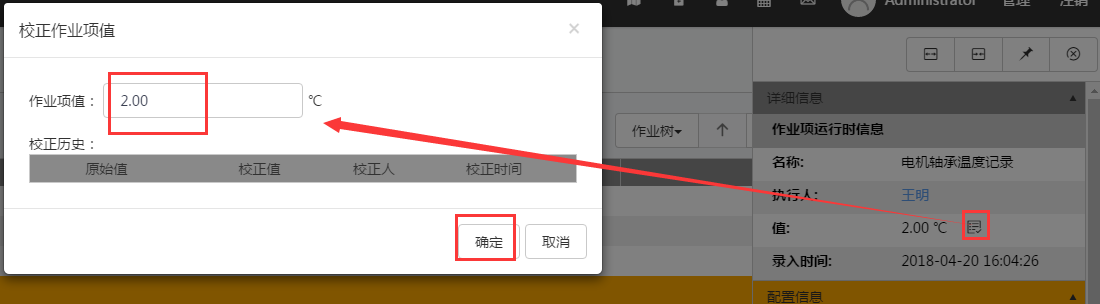 Administrator 管理 注销
校正作业项值 ×
作业项值： 2.00 ℃
校正历史：
原始值 校正值 校正人 校正时间
确定 取消
作业树
详细信息
作业项运行时信息
名称: 电机轴承温度记录
执行人: 王明
值: 2.00 ℃
录入时间: 2018-04-20 16:04:26
配置信息